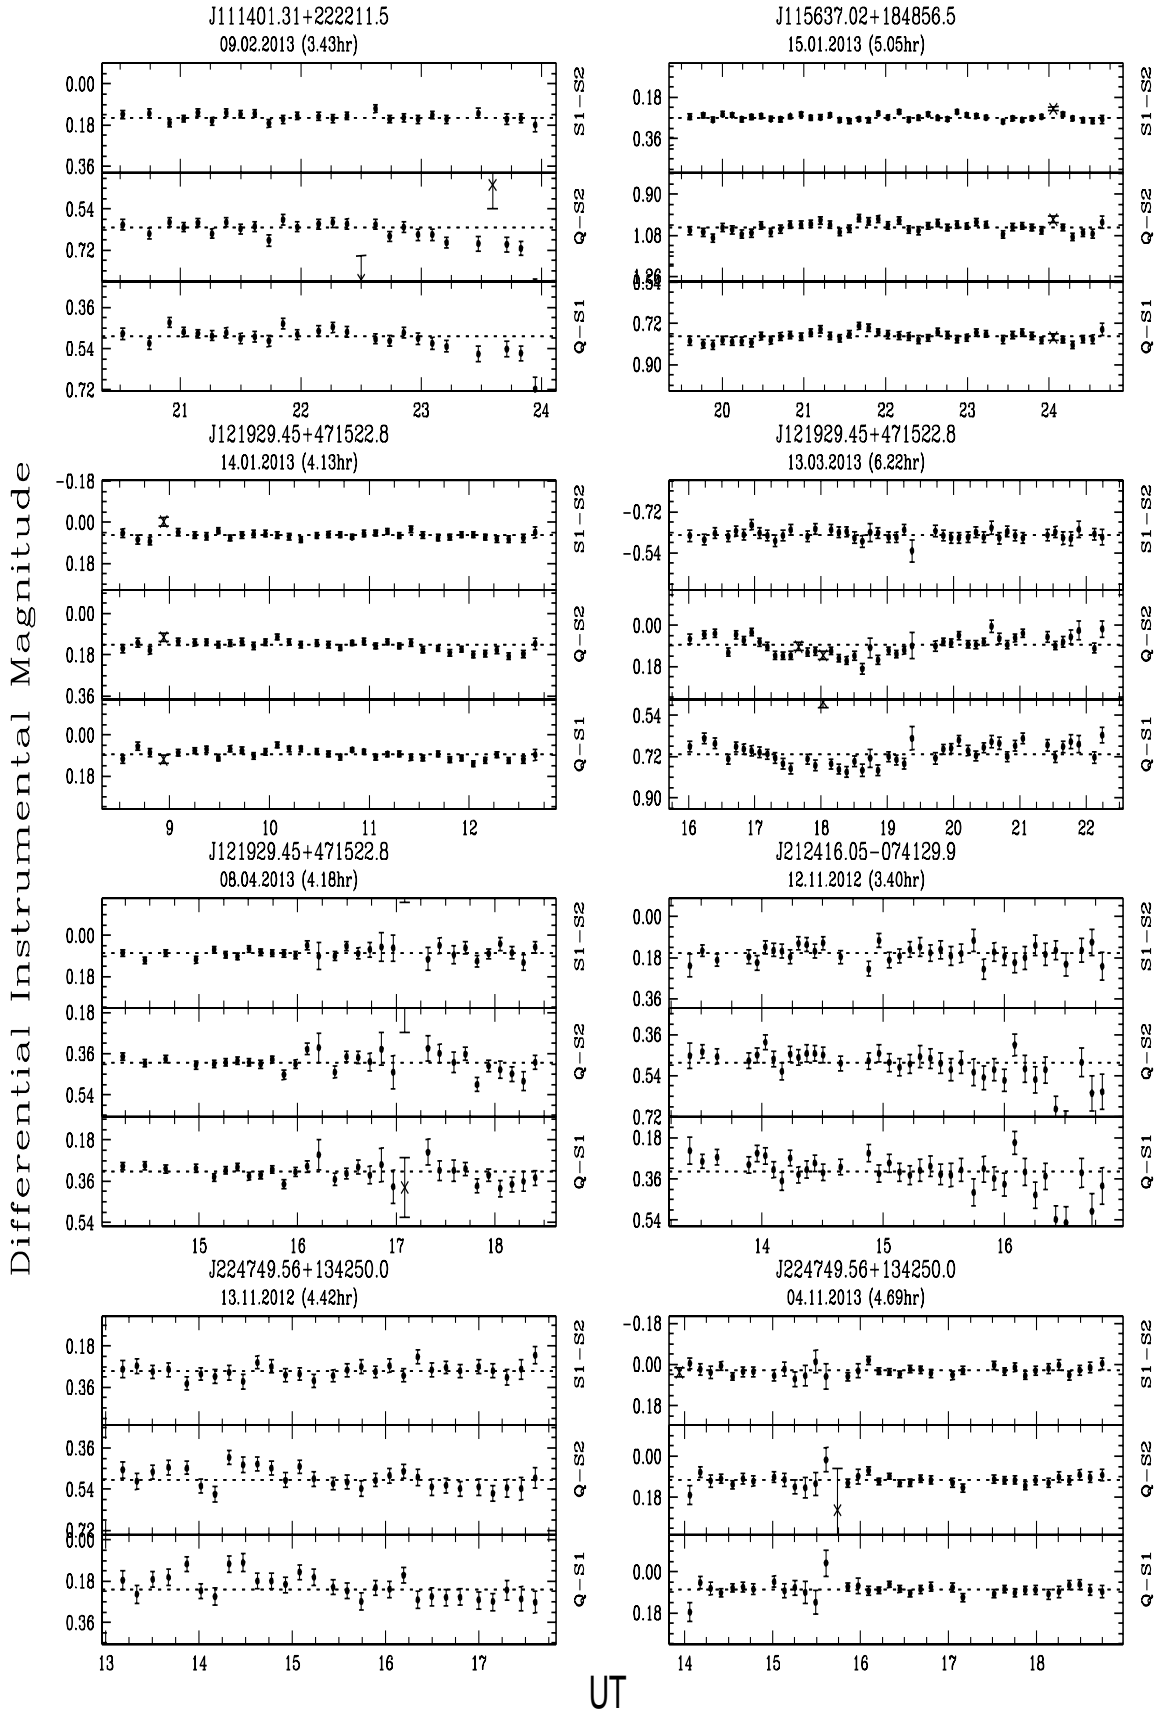 J111401.31+222211.5
09.02.2013 (3.43hr)
0.00
0.18
0.36
S1-S2
0.54
0.72
Q-S2
0.36
0.54
0.72
Q-S1
21 22 23 24
J115637.02+184856.5
15.01.2013 (5.05hr)
0.18
0.36
S1-S2
0.90
1.08
1.26
Q-S2
0.54
0.72
0.90
Q-S1
20 21 22 23 24
J121929.45+471522.8
14.01.2013 (4.13hr)
-0.18
0.00
0.18
S1-S2
0.00
0.18
0.36
Q-S2
0.00
0.18
Q-S1
9 10 11 12
J121929.45+471522.8
13.03.2013 (6.22hr)
-0.72
-0.54
S1-S2
0.00
0.18
Q-S2
0.54
0.72
0.90
Q-S1
16 17 18 19 20 21 22
J121929.45+471522.8
08.04.2013 (4.18hr)
0.00
0.18
S1-S2
0.18
0.36
0.54
Q-S2
0.18
0.36
0.54
Q-S1
15 16 17 18
J212416.05-074129.9
12.11.2012 (3.40hr)
0.00
0.18
0.36
S1-S2
0.36
0.54
0.72
Q-S2
0.18
0.36
0.54
Q-S1
14 15 16
J224749.56+134250.0
13.11.2012 (4.42hr)
0.18
0.36
S1-S2
0.36
0.54
0.72
Q-S2
0.00
0.18
0.36
Q-S1
13 14 15 16 17
J224749.56+134250.0
04.11.2013 (4.69hr)
-0.18
0.00
0.18
S1-S2
0.00
0.18
Q-S2
0.00
0.18
Q-S1
14 15 16 17 18
Differential Instrumental Magnitude
UT